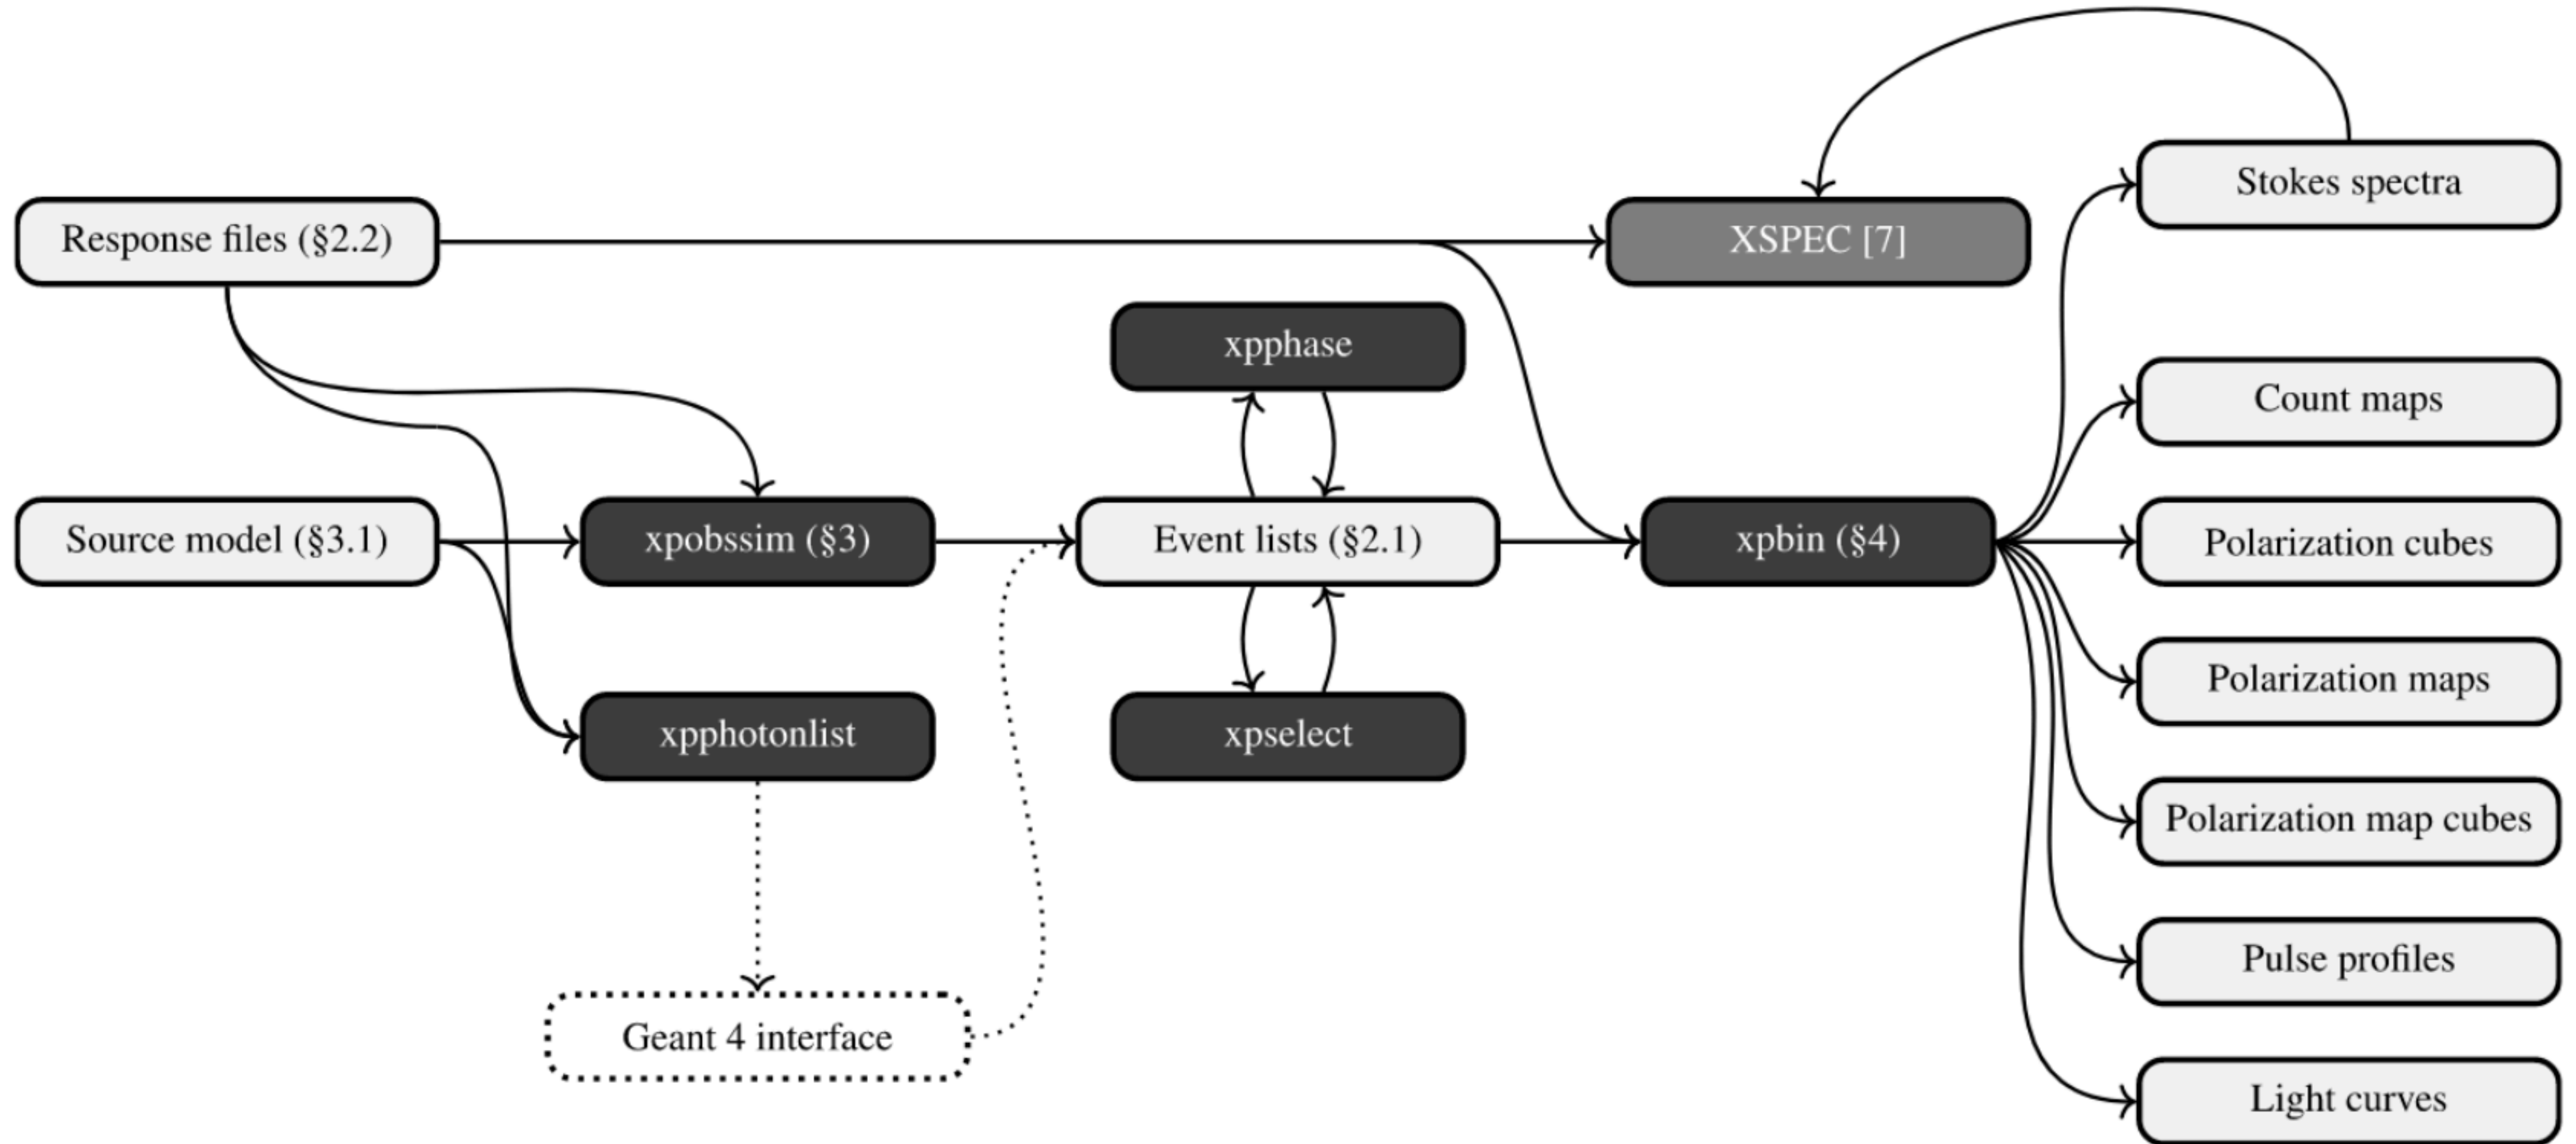 Stokes spectra
Response files (§2.2)
XSPEC [7]
xpphase
Count maps
Source model (§3.1)
xpobssim (§3)
Event lists (§2.1)
xpbin (§4)
Polarization cubes
Polarization maps
xpphotonlist
xpselect
Polarization map cubes
Pulse profiles
Geant 4 interface
Light curves